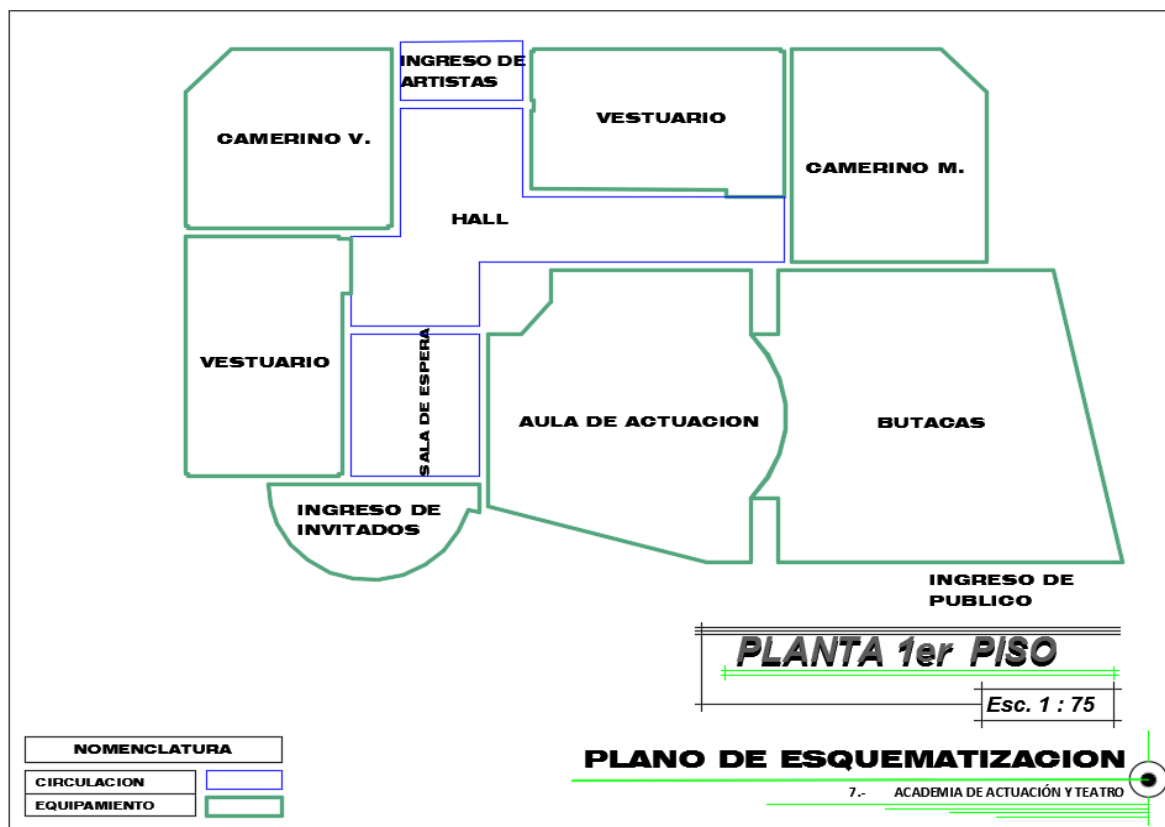 INGRESO DE
ARTISTAS
VESTUARIO
CAMERINO V.
CAMERINO M.
HALL
VESTUARIO
SALA DE ESPERA
AULA DE ACTUACION
BUTACAS
INGRESO DE
INVITADOS
INGRESO DE
PUBLICO
PLANTA 1er PISO
Esc. 1 : 75
NOMENCLATURA
CIRCULACION
EQUIPAMIENTO
PLANO DE ESQUEMATIZACION
7.- ACADEMIA DE ACTUACIÓN Y TEATRO